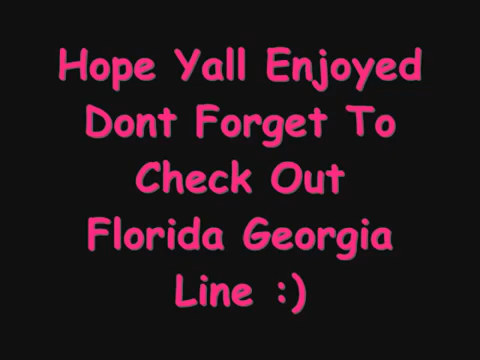 Hope Yall Enjoyed
Dont Forget To
Check Out
Florida Georgia
Line :)